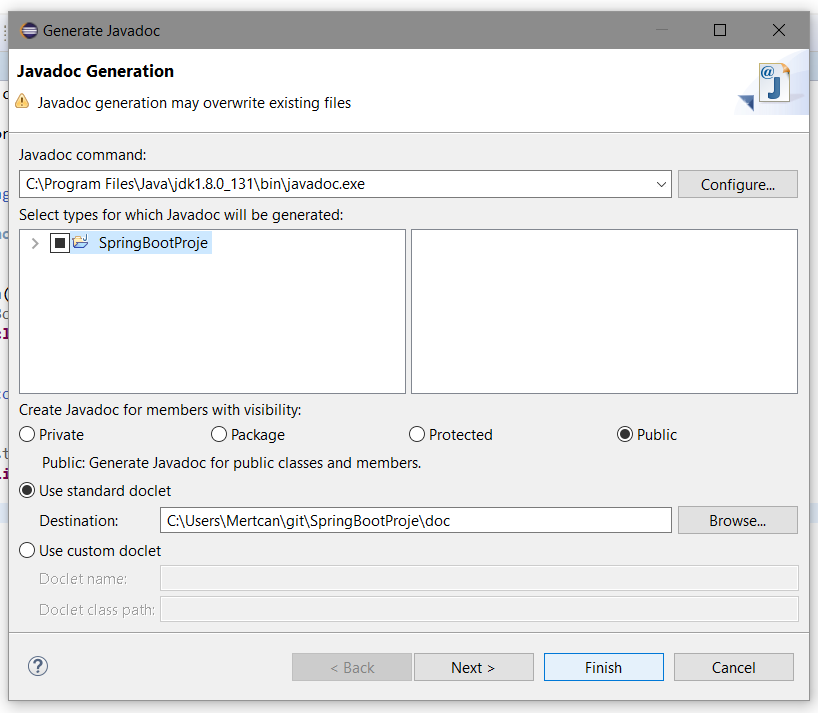 Generate Javadoc
Javadoc Generation
Javadoc generation may overwrite existing files
Javadoc command:
C:\Program Files\Java\jdk1.8.0_131\bin\javadoc.exe
Configure...
Select types for which Javadoc will be generated:
SpringBootProje
Create Javadoc for members with visibility:
Private Package Protected Public
Public: Generate Javadoc for public classes and members.
Use standard doclet
Destination: C:\Users\Mertcan\git\SpringBootProje\doc Browse...
Use custom doclet
Doclet name:
Doclet class path:
< Back Next > Finish Cancel